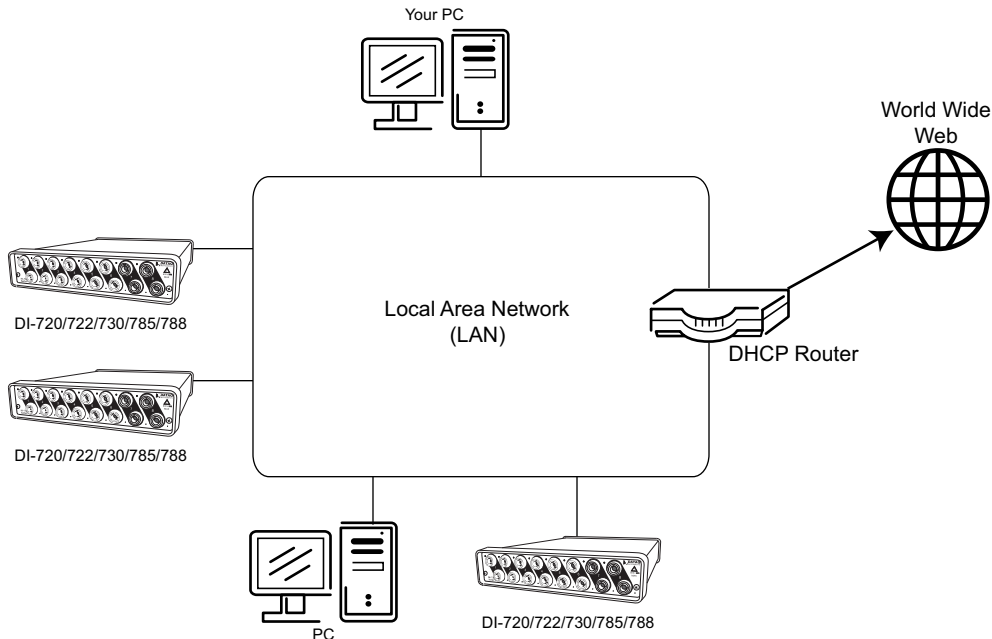 Your PC
World Wide
Web
DI-720/722/730/785/788
Local Area Network
(LAN)
DHCP Router
DI-720/722/730/785/788
PC
DI-720/722/730/785/788